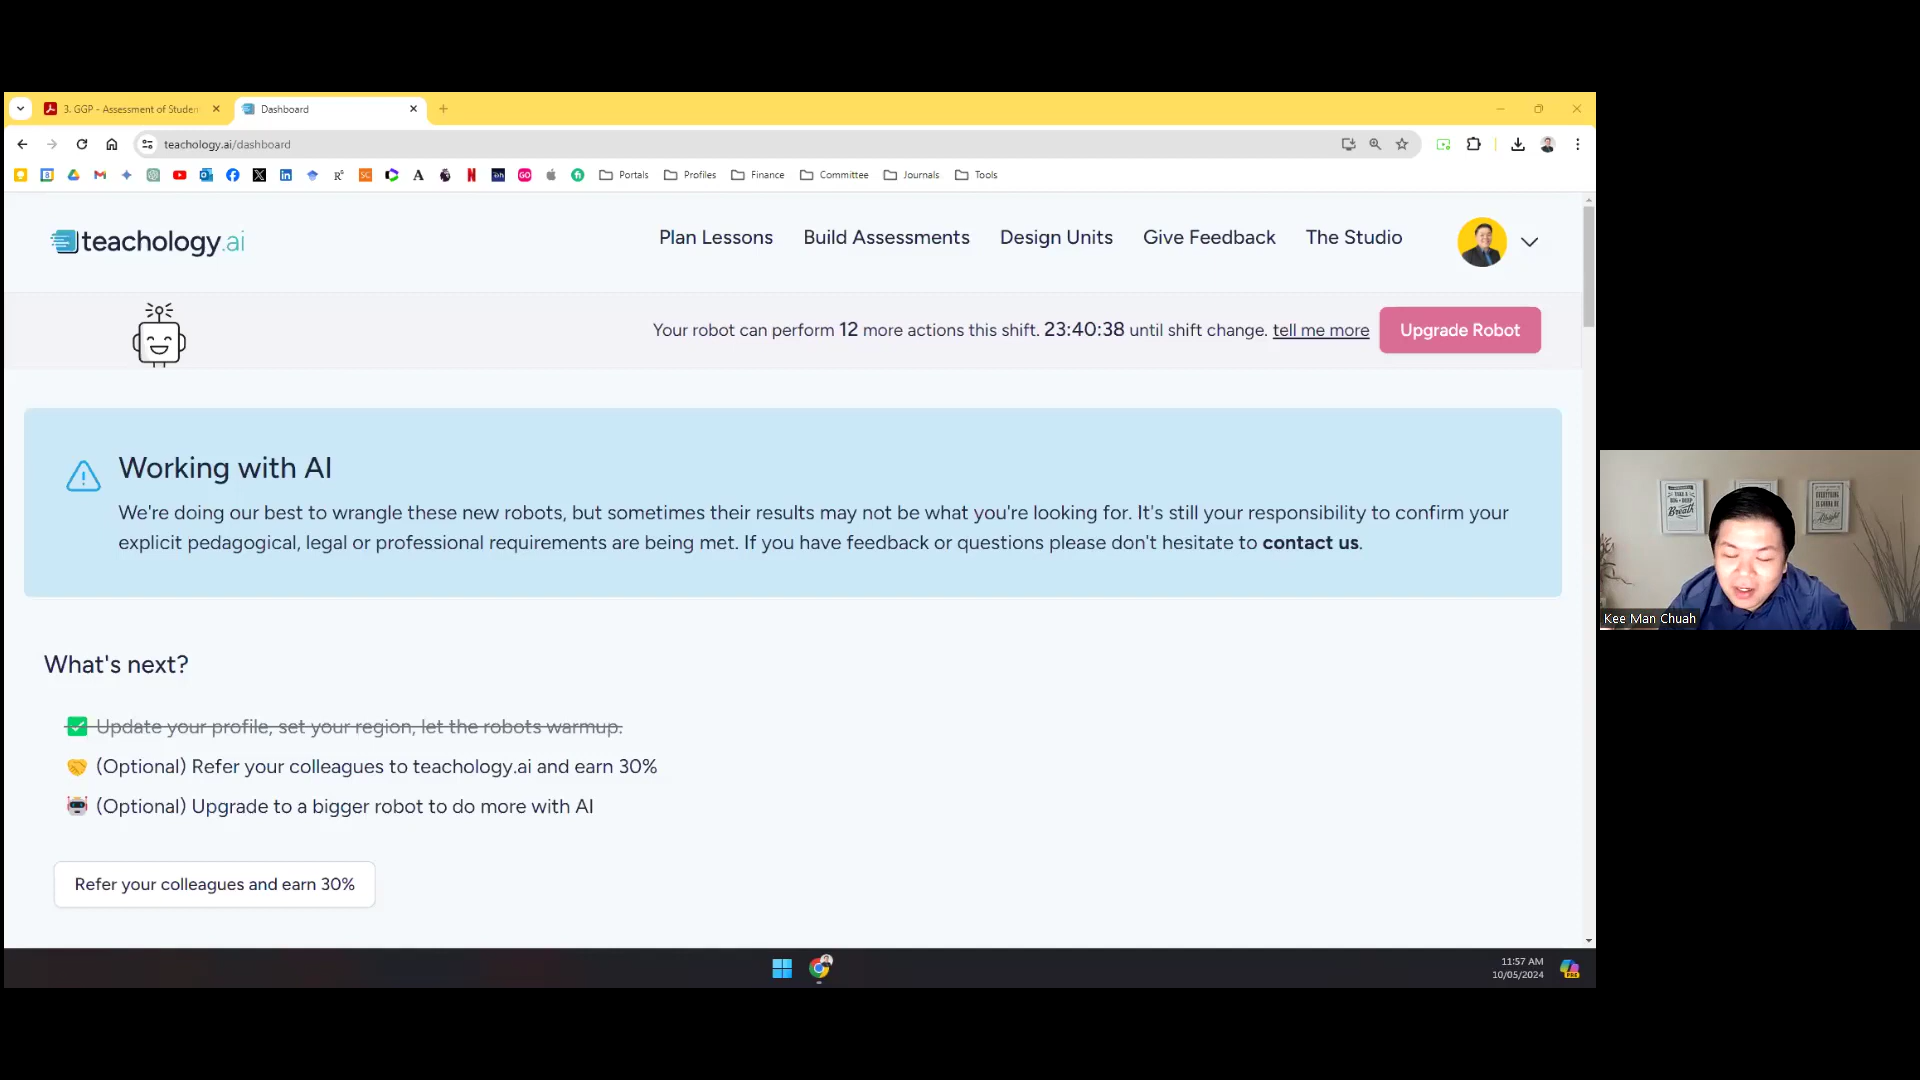 3. GGP - Assessment of Studen
Dashboard
teachology.ai/dashboard
Portals
Profiles
Finance
Committee
Journals
Tools
teachology.ai
Plan Lessons
Build Assessments
Design Units
Give Feedback
The Studio
Your robot can perform 12 more actions this shift. 23:40:38 until shift change. tell me more
Upgrade Robot
Working with AI
We're doing our best to wrangle these new robots, but sometimes their results may not be what you're looking for. It's still your responsibility to confirm your
explicit pedagogical, legal or professional requirements are being met. If you have feedback or questions please don't hesitate to contact us.
What's next?
Update your profile, set your region, let the robots warmup.
(Optional) Refer your colleagues to teachology.ai and earn 30%
(Optional) Upgrade to a bigger robot to do more with AI
Refer your colleagues and earn 30%
Breath
Alright
Kee Man Chuah
11:57 AM
10/05/2024